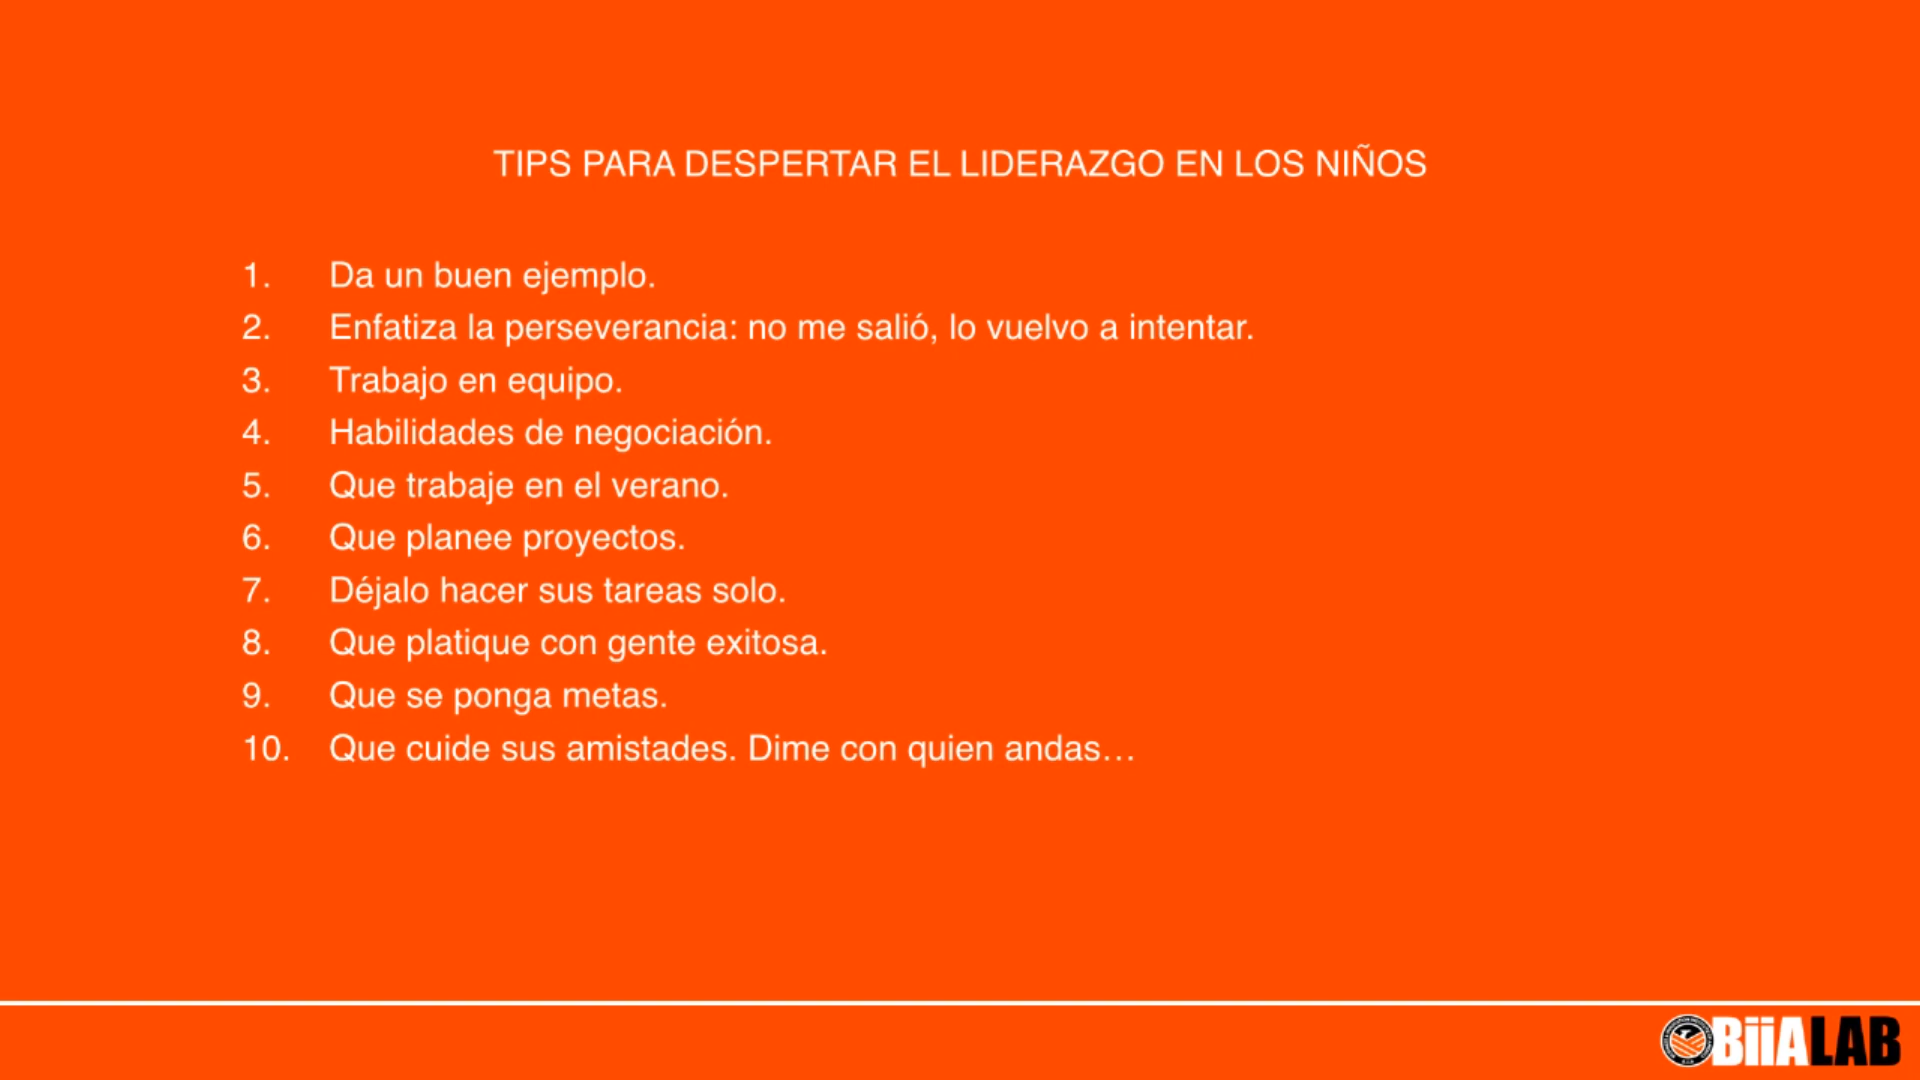 TIPS PARA DESPERTAR EL LIDERAZGO EN LOS NIÑOS
1. Da un buen ejemplo.
2. Enfatiza la perseverancia: no me salió, lo vuelvo a intentar.
3. Trabajo en equipo.
4. Habilidades de negociación.
5. Que trabaje en el verano.
6. Que planee proyectos.
7. Déjalo hacer sus tareas solo.
8. Que platique con gente exitosa.
9. Que se ponga metas.
10. Que cuide sus amistades. Dime con quien andas…
BiiALAB